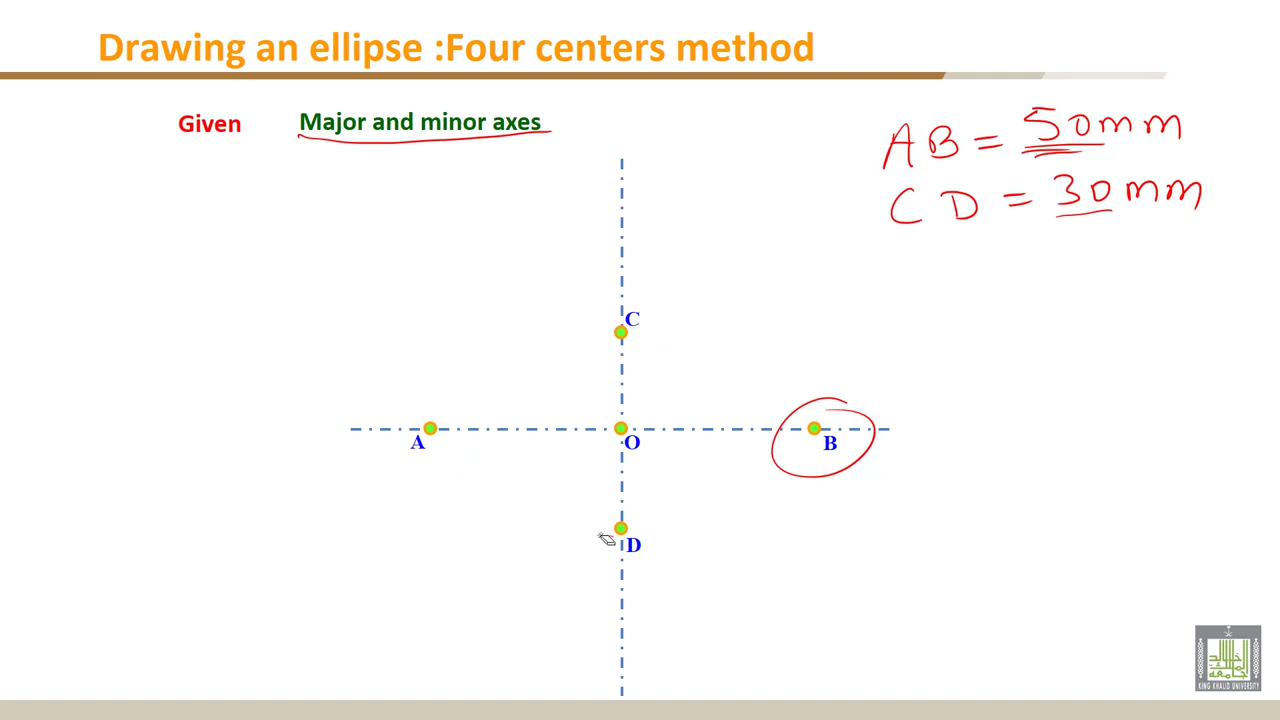 Drawing an ellipse :Four centers method
Given Major and minor axes
AB = 50mm
CD = 30mm
C
A O B
D
KING KHALID UNIVERSITY